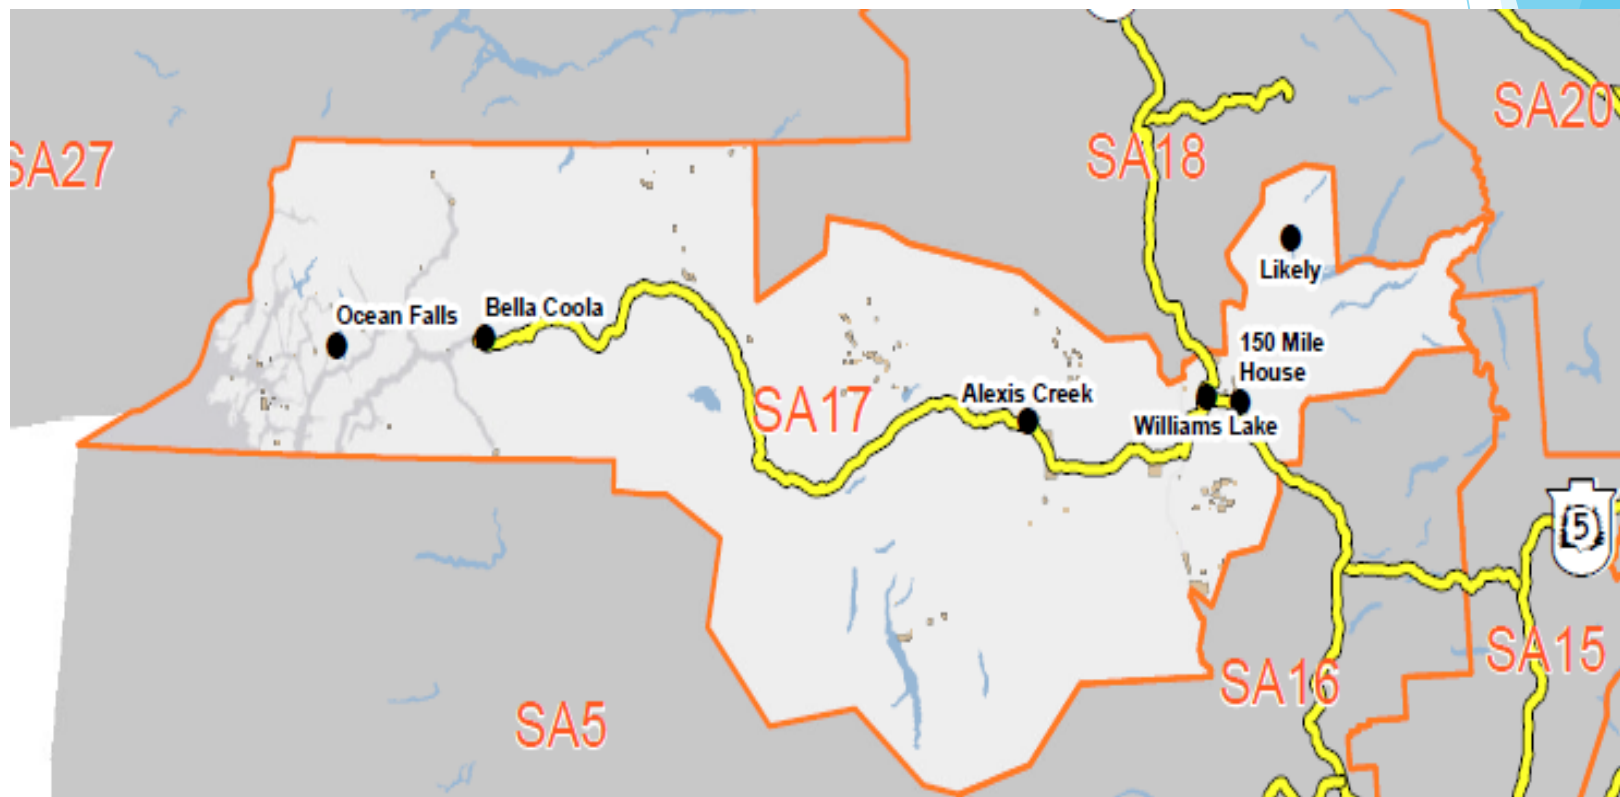 SA20
SA18
SA27
Likely
Bella Coola
Ocean Falls
150 Mile
House
Alexis Creek
SA17
Williams Lake
5
SA15
SA16
SA5